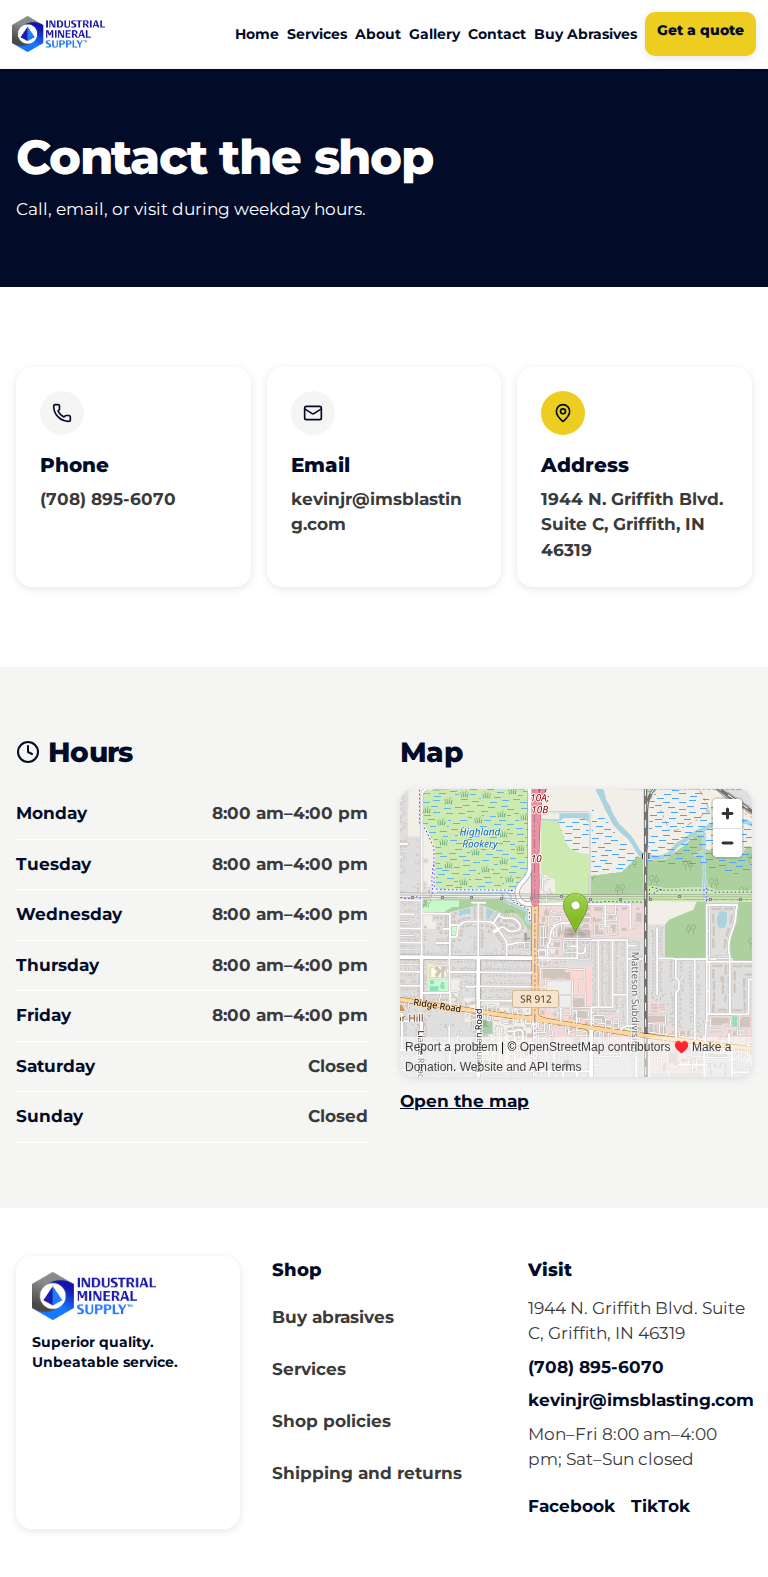 INDUSTRIAL
MINERAL
SUPPLY™
Home Services About Gallery Contact Buy Abrasives Get a quote
Contact the shop
Call, email, or visit during weekday hours.
Phone
(708) 895-6070
Email
kevinjr@imsblastin
g.com
Address
1944 N. Griffith Blvd.
Suite C, Griffith, IN
46319
Hours
Monday 8:00 am–4:00 pm
Tuesday 8:00 am–4:00 pm
Wednesday 8:00 am–4:00 pm
Thursday 8:00 am–4:00 pm
Friday 8:00 am–4:00 pm
Saturday Closed
Sunday Closed
Map
10A;
10B
Highland
Rookery
10
SR 912
Ridge Road
Report a problem | © OpenStreetMap contributors ♥ Make a
Donation. Website and API terms
+
−
Open the map
INDUSTRIAL
MINERAL
SUPPLY™
Superior quality.
Unbeatable service.
Shop
Buy abrasives
Services
Shop policies
Shipping and returns
Visit
1944 N. Griffith Blvd. Suite
C, Griffith, IN 46319
(708) 895-6070
kevinjr@imsblasting.com
Mon–Fri 8:00 am–4:00
pm; Sat–Sun closed
Facebook TikTok